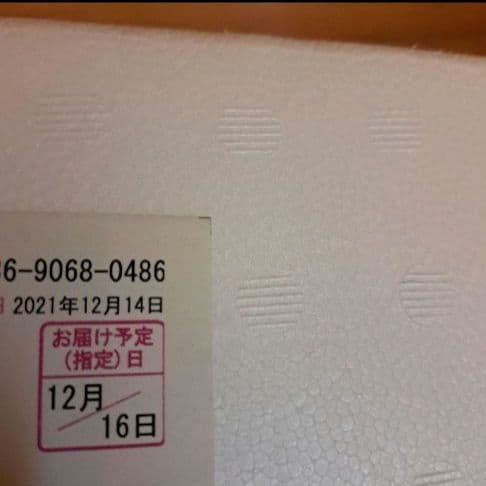 6-9068-0486
日 2021年12月14日
お届け予定
(指定)日
12月
16日